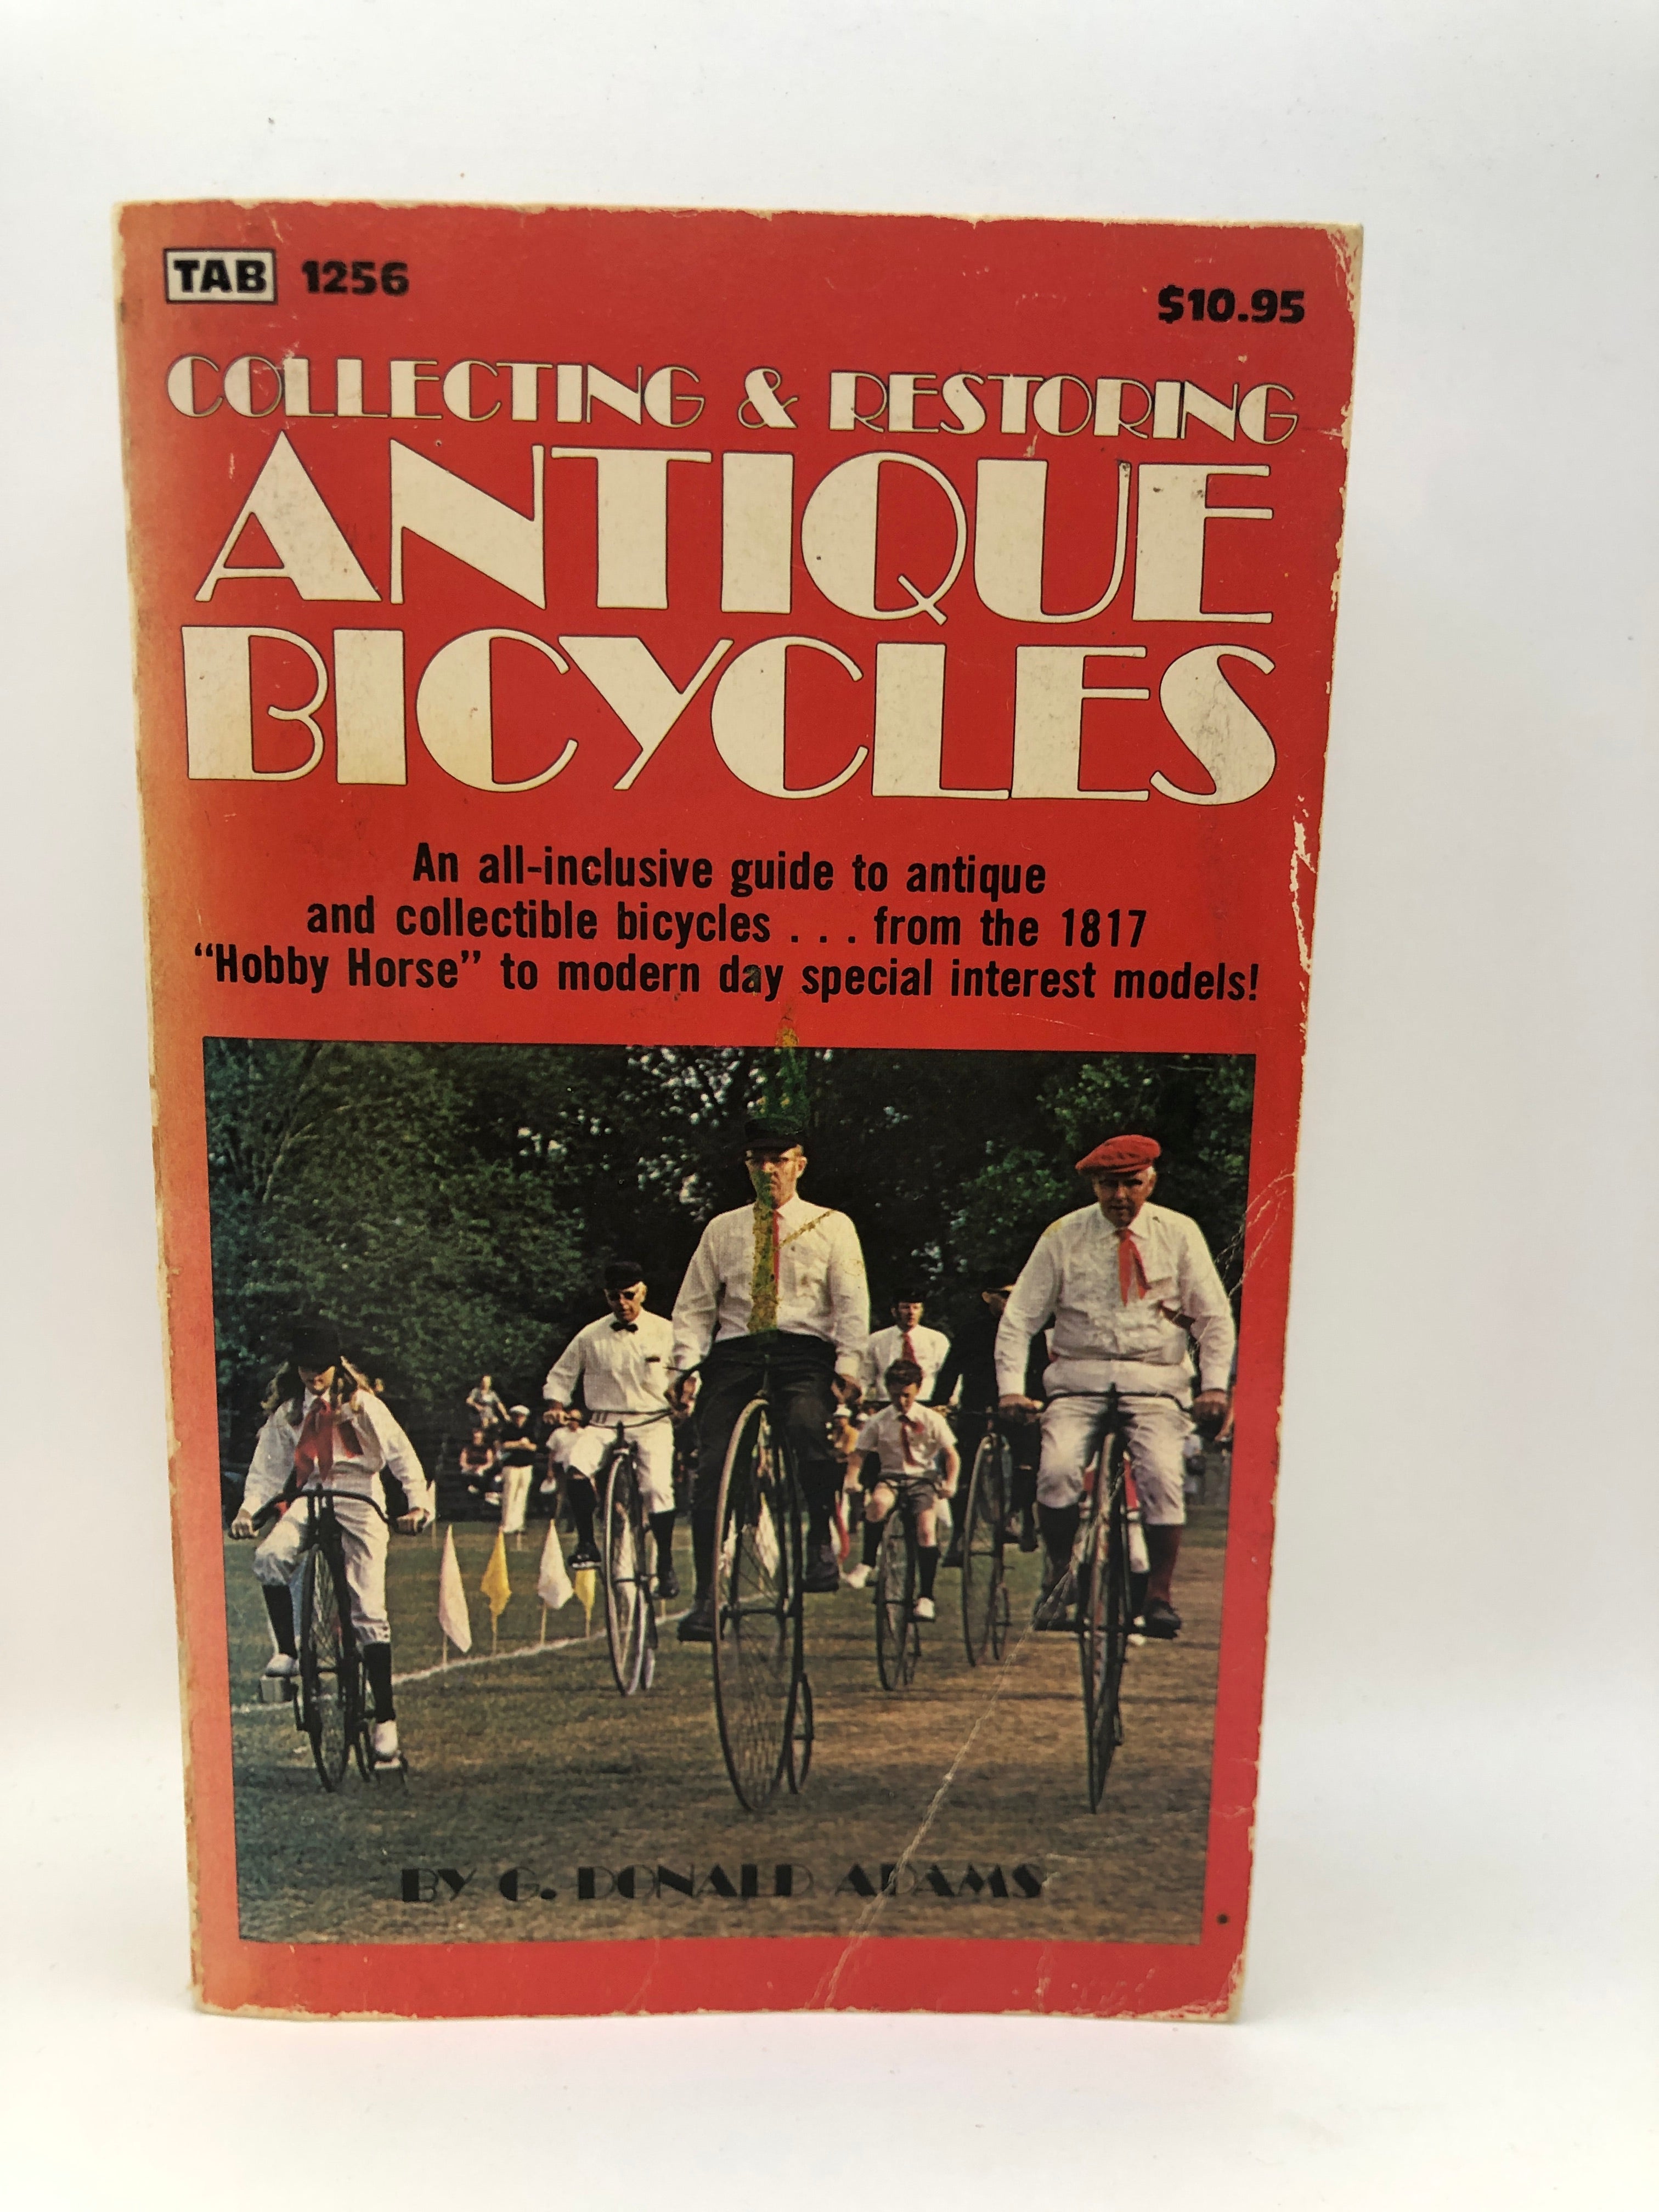 TAB 1256
$10.95
COLLECTING & RESTORING
ANTIQUE
BICYCLES
An all-inclusive guide to antique
and collectible bicycles . . . from the 1817
“Hobby Horse” to modern day special interest models!
BY G. DONALD ADAMS